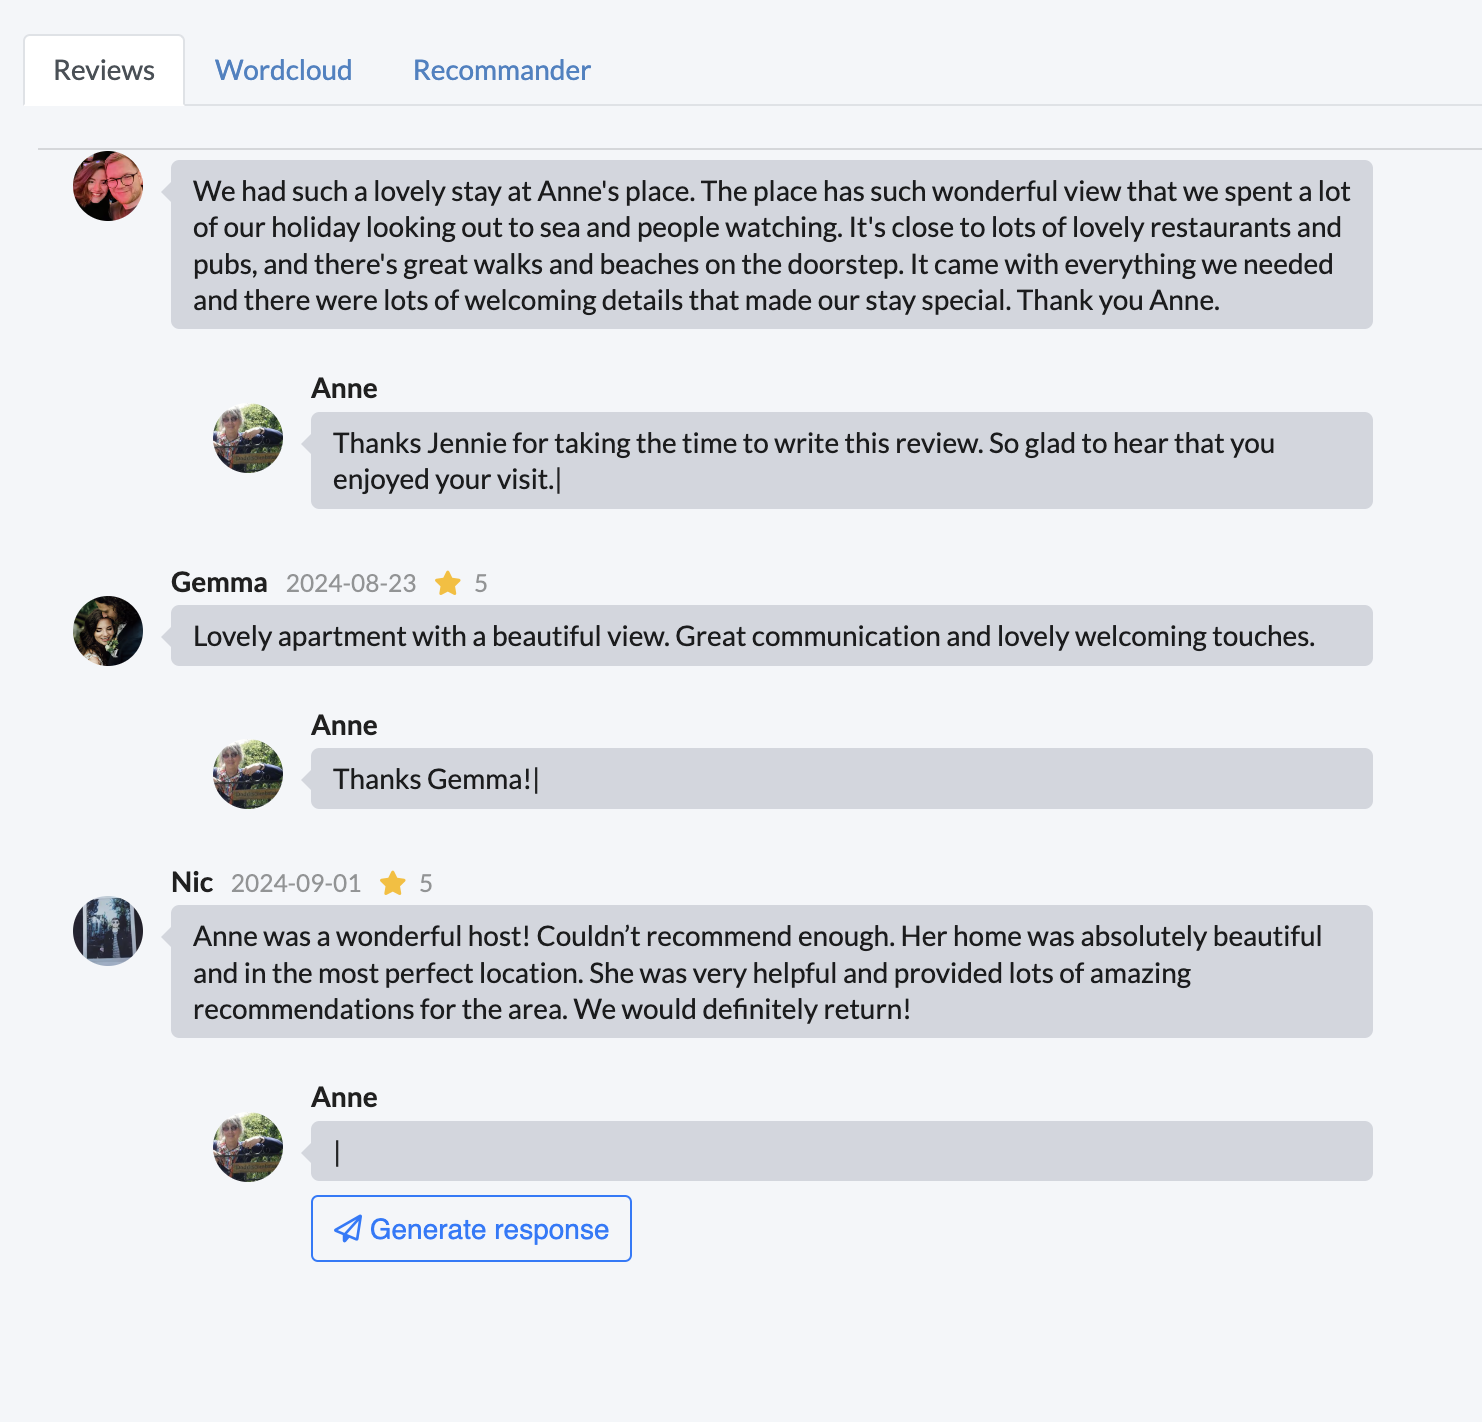 Reviews Wordcloud Recommander
We had such a lovely stay at Anne's place. The place has such wonderful view that we spent a lot
of our holiday looking out to sea and people watching. It's close to lots of lovely restaurants and
pubs, and there's great walks and beaches on the doorstep. It came with everything we needed
and there were lots of welcoming details that made our stay special. Thank you Anne.
Anne
Thanks Jennie for taking the time to write this review. So glad to hear that you
enjoyed your visit.|
Gemma 2024-08-23 5
Lovely apartment with a beautiful view. Great communication and lovely welcoming touches.
Anne
Thanks Gemma!|
Nic 2024-09-01 5
Anne was a wonderful host! Couldn’t recommend enough. Her home was absolutely beautiful
and in the most perfect location. She was very helpful and provided lots of amazing
recommendations for the area. We would definitely return!
Anne
|
Generate response